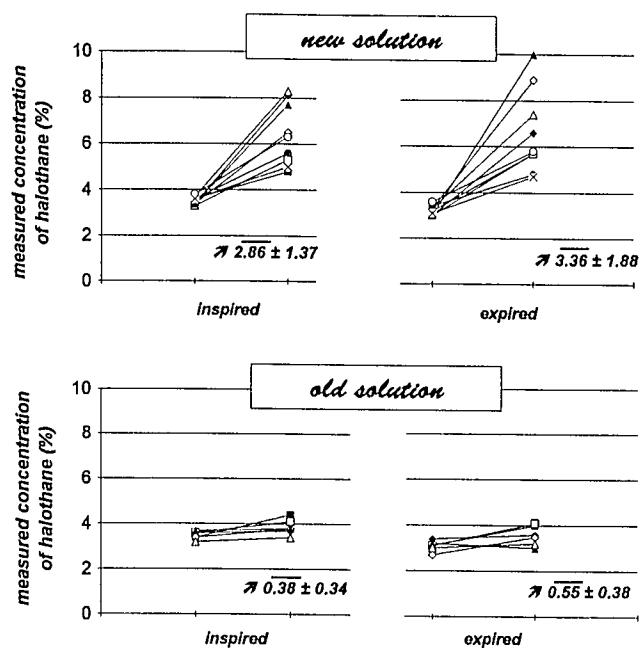 new solution
measured concentration
of halothane (%)
10
8
6
4
2
0
↗ 2.86 ± 1.37
↗ 3.36 ± 1.88
inspired
expired
old solution
measured concentration
of halothane (%)
10
8
6
4
2
0
↗ 0.38 ± 0.34
↗ 0.55 ± 0.38
inspired
expired